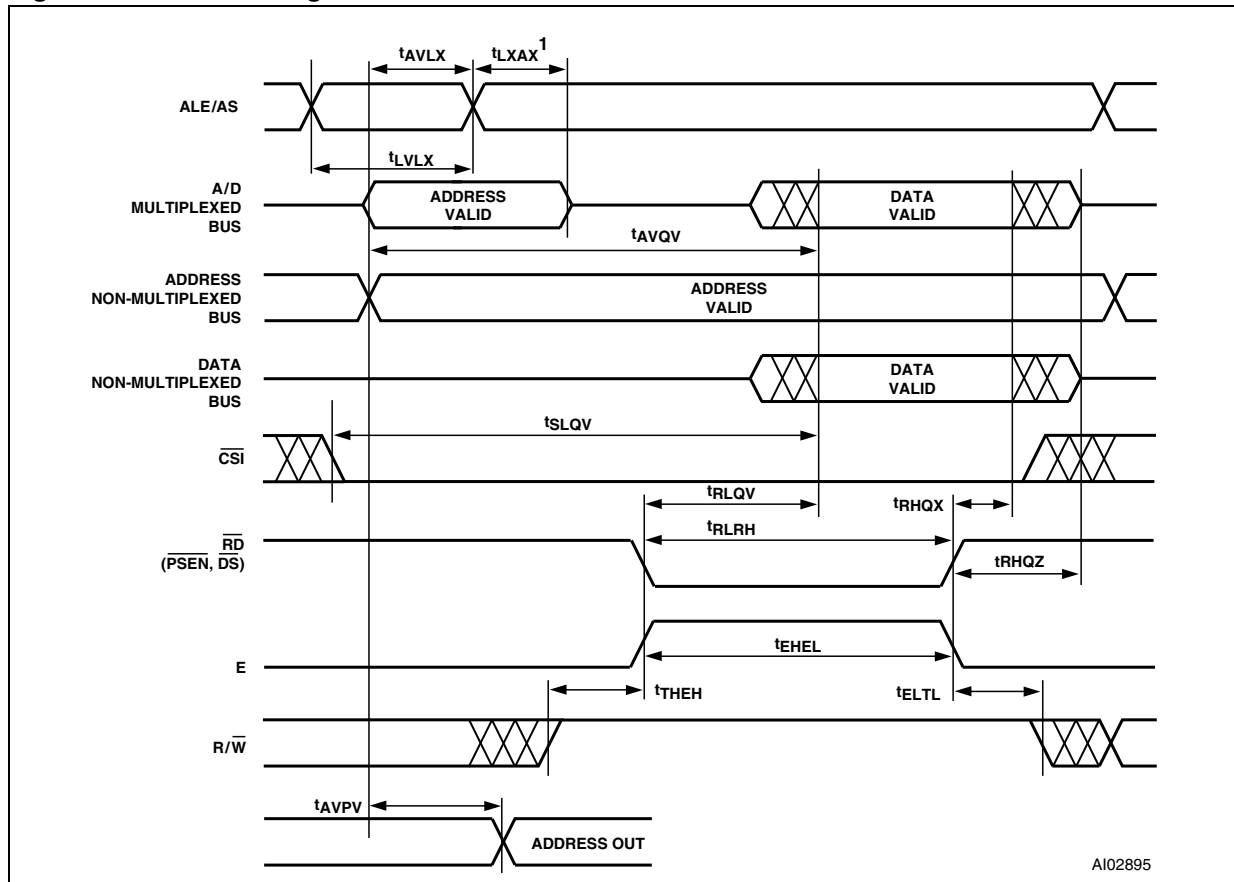 tAVLX
tLXAX1
ALE/AS
tLVLX
A/D
MULTIPLEXED
BUS
ADDRESS
VALID
DATA
VALID
tAVQV
ADDRESS
NON-MULTIPLEXED
BUS
ADDRESS
VALID
DATA
NON-MULTIPLEXED
BUS
DATA
VALID
tSLQV
CSI
tRLQV
tRHQX
tRLRH
RD
(PSEN, DS)
tRHQZ
tEHEL
E
tTHEH
tELTL
R/W
tAVPV
ADDRESS OUT
AI02895